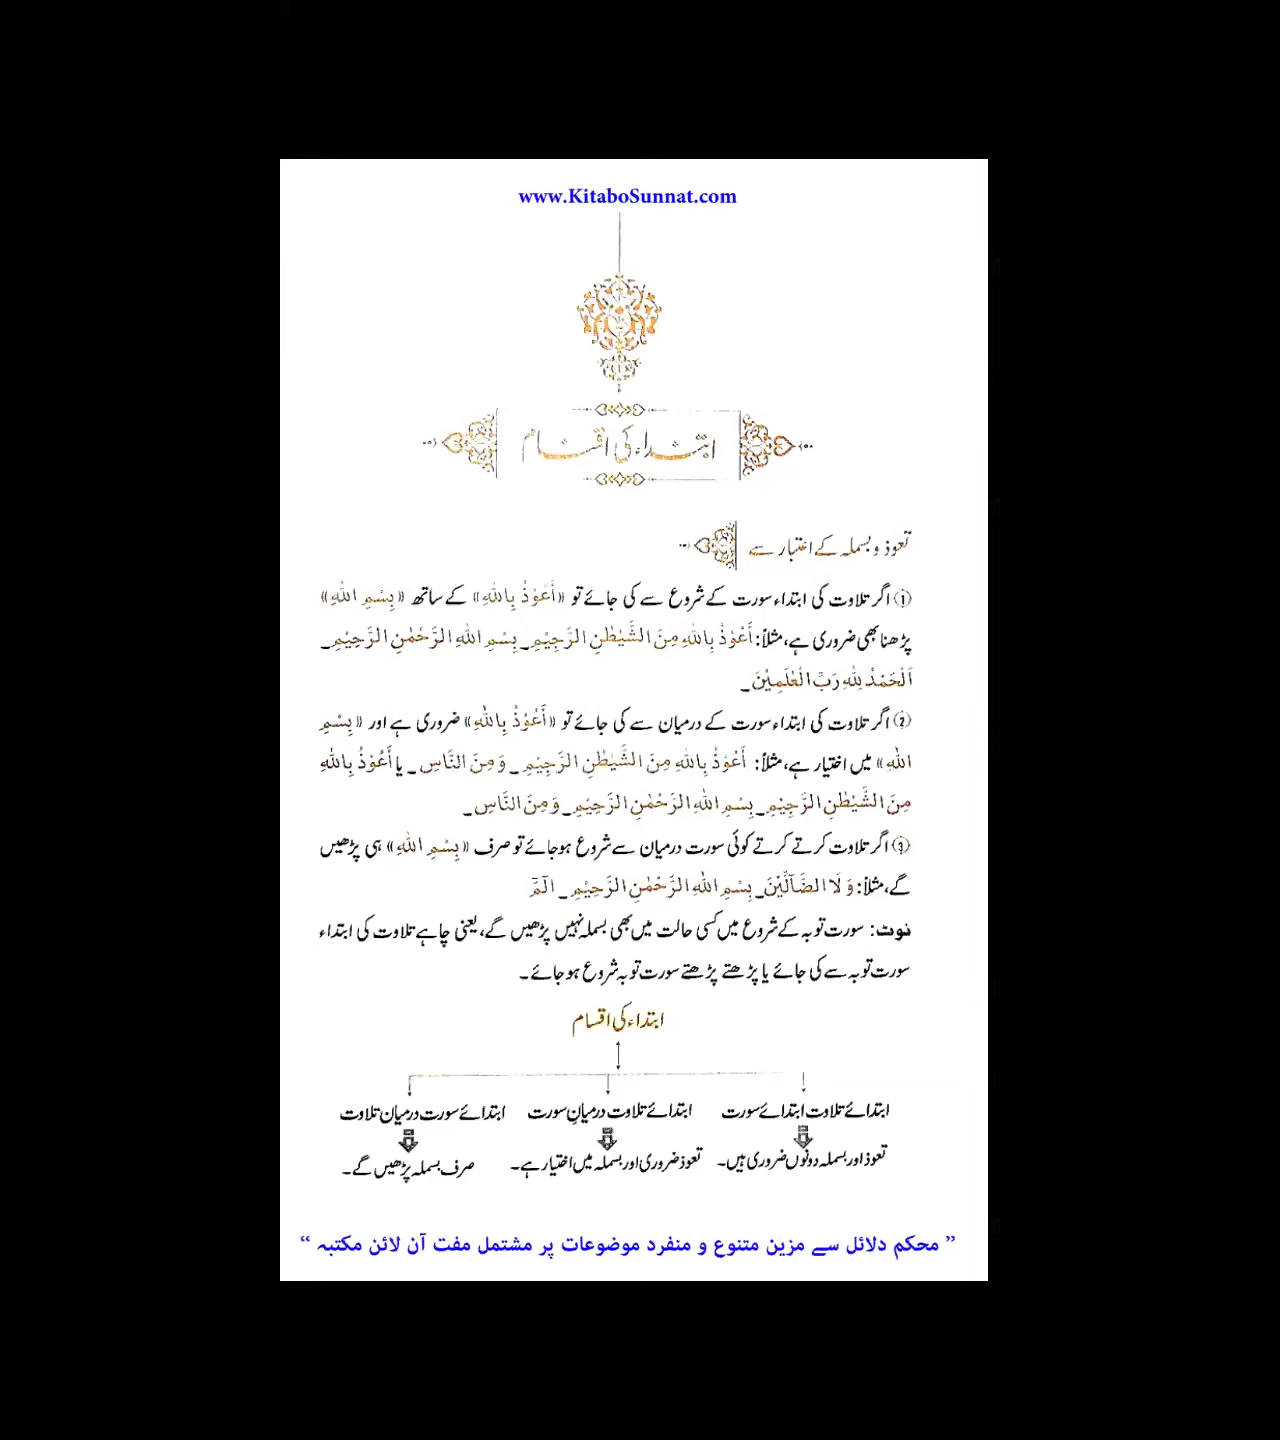 www.KitaboSunnat.com
ابتداء کی اقسام
تعوذ و بسملہ کے اعتبار سے
① اگر تلاوت کی ابتداء سورت کے شروع سے کی جائے تو «أَعُوْذُ بِاللّٰهِ» کے ساتھ «بِسْمِ اللّٰهِ»
پڑھنا بھی ضروری ہے، مثلاً: أَعُوْذُ بِاللّٰهِ مِنَ الشَّيْطٰنِ الرَّجِيْمِ۔ بِسْمِ اللّٰهِ الرَّحْمٰنِ الرَّحِيْمِ۔
اَلْحَمْدُ لِلّٰهِ رَبِّ الْعٰلَمِيْنَ۔
② اگر تلاوت کی ابتداء سورت کے درمیان سے کی جائے تو «أَعُوْذُ بِاللّٰهِ» ضروری ہے اور «بِسْمِ
اللّٰهِ» میں اختیار ہے، مثلاً: أَعُوْذُ بِاللّٰهِ مِنَ الشَّيْطٰنِ الرَّجِيْمِ۔ وَمِنَ النَّاسِ۔ یا أَعُوْذُ بِاللّٰهِ
مِنَ الشَّيْطٰنِ الرَّجِيْمِ۔ بِسْمِ اللّٰهِ الرَّحْمٰنِ الرَّحِيْمِ۔ وَمِنَ النَّاسِ۔
③ اگر تلاوت کرتے کرتے کوئی سورت درمیان سے شروع ہو جائے تو صرف «بِسْمِ اللّٰهِ» ہی پڑھیں
گے، مثلاً: وَلَا الضَّآلِّيْنَ۔ بِسْمِ اللّٰهِ الرَّحْمٰنِ الرَّحِيْمِ۔ الٓمّٓ
نوٹ: سورت توبہ کے شروع میں کسی حالت میں بھی بسملہ نہیں پڑھیں گے، یعنی چاہے تلاوت کی ابتداء
سورت توبہ سے کی جائے یا پڑھتے پڑھتے سورت توبہ شروع ہو جائے۔
ابتداء کی اقسام
ابتدائے تلاوت ابتدائے سورت
ابتدائے تلاوت درمیانِ سورت
ابتدائے سورت درمیان تلاوت
تعوذ اور بسملہ دونوں ضروری ہیں۔
تعوذ ضروری اور بسملہ میں اختیار ہے۔
صرف بسملہ پڑھیں گے۔
” محکم دلائل سے مزین متنوع و منفرد موضوعات پر مشتمل مفت آن لائن مکتبہ “